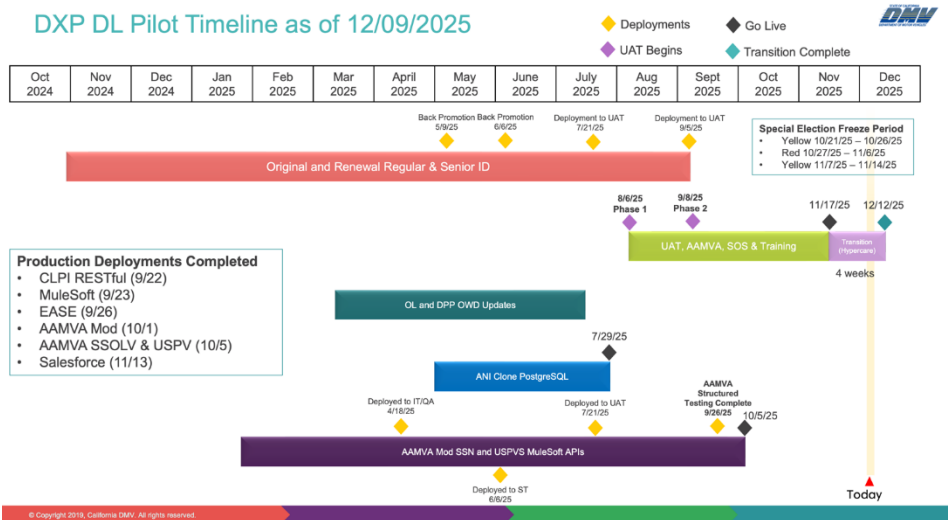 DXP DL Pilot Timeline as of 12/09/2025
Deployments
Go Live
UAT Begins
Transition Complete
STATE OF CALIFORNIA
DMV
DEPARTMENT OF MOTOR VEHICLES
Oct 2024
Nov 2024
Dec 2024
Jan 2025
Feb 2025
Mar 2025
April 2025
May 2025
June 2025
July 2025
Aug 2025
Sept 2025
Oct 2025
Nov 2025
Dec 2025
Back Promotion
5/9/25
Back Promotion
6/6/25
Deployment to UAT
7/21/25
Deployment to UAT
9/5/25
Original and Renewal Regular & Senior ID
Special Election Freeze Period
• Yellow 10/21/25 – 10/26/25
• Red 10/27/25 – 11/6/25
• Yellow 11/7/25 – 11/14/25
8/6/25
Phase 1
9/8/25
Phase 2
11/17/25
12/12/25
UAT, AAMVA, SOS & Training
Transition
(Hypercare)
4 weeks
Production Deployments Completed
• CLPI RESTful (9/22)
• MuleSoft (9/23)
• EASE (9/26)
• AAMVA Mod (10/1)
• AAMVA SSOLV & USPV (10/5)
• Salesforce (11/13)
OL and DPP OWD Updates
7/29/25
ANI Clone PostgreSQL
Deployed to IT/QA
4/18/25
Deployed to UAT
7/21/25
AAMVA
Structured
Testing Complete
9/26/25
10/5/25
AAMVA Mod SSN and USPVS MuleSoft APIs
Deployed to ST
6/6/25
Today
© Copyright 2019, California DMV. All rights reserved.